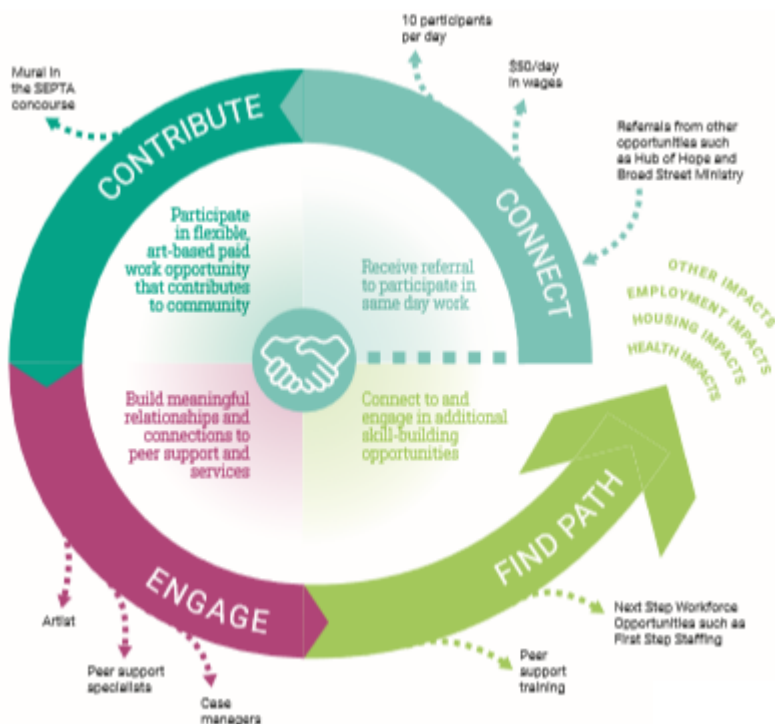 10 participants
per day
$50/day
in wages
Mural in
the SEPTA
concourse
Referrals from other
opportunities such
as Hub of Hope and
Broad Street Ministry
CONNECT
Receive referral
to participate in
same day work
CONTRIBUTE
Participate
in flexible,
art-based paid
work opportunity
that contributes
to community
ENGAGE
Build meaningful
relationships and
connections to
peer support and
services
Artist
Peer support
specialists
Case
managers
FIND PATH
Connect to and
engage in additional
skill-building
opportunities
Peer
support
training
Next Step Workforce
Opportunities such as
First Step Staffing
OTHER IMPACTS
EMPLOYMENT IMPACTS
HOUSING IMPACTS
HEALTH IMPACTS